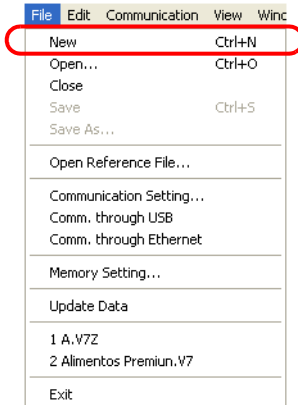 File Edit Communication View Wind
New Ctrl+N
Open... Ctrl+O
Close
Save Ctrl+S
Save As...
Open Reference File...
Communication Setting...
Comm. through USB
Comm. through Ethernet
Memory Setting...
Update Data
1 A.V7Z
2 Alimentos Premiun.V7
Exit